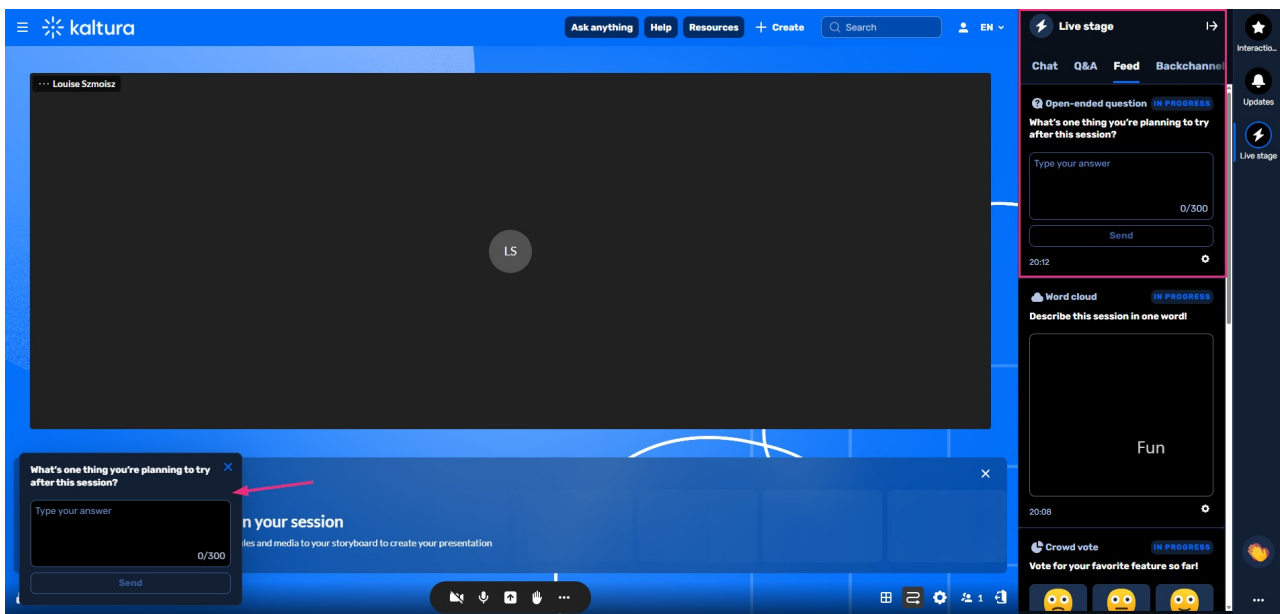 kaltura
Ask anything
Help
Resources
+ Create
Search
EN
··· Louise Szmoisz
LS
What's one thing you're planning to try
after this session?
Type your answer
0/300
Send
n your session
les and media to your storyboard to create your presentation
1
Live stage
Chat Q&A Feed Backchannel
Open-ended question IN PROGRESS
What's one thing you're planning to try
after this session?
Type your answer
0/300
Send
20:12
Word cloud IN PROGRESS
Describe this session in one word!
Fun
20:08
Crowd vote IN PROGRESS
Vote for your favorite feature so far!
Interactio...
Updates
Live stage